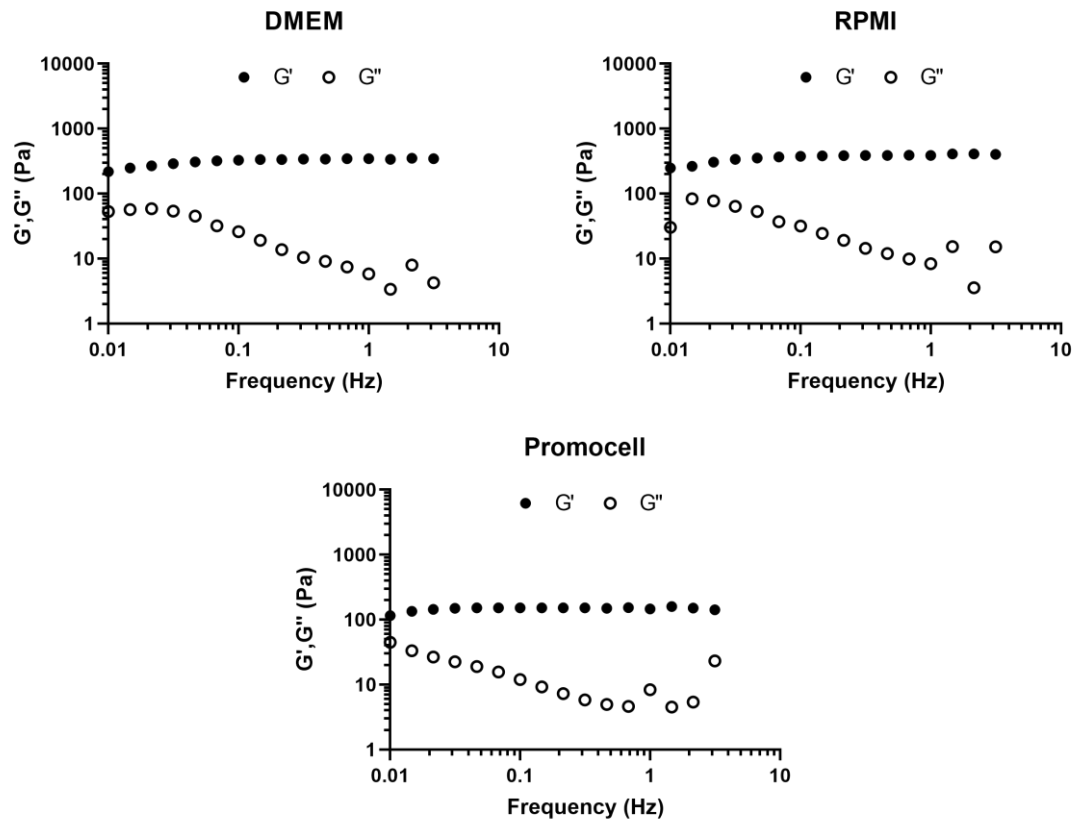 DMEM
G' G"
10000
1000
100
10
1
G',G" (Pa)
0.01 0.1 1 10
Frequency (Hz)
RPMI
G' G"
10000
1000
100
10
1
G',G" (Pa)
0.01 0.1 1 10
Frequency (Hz)
Promocell
G' G"
10000
1000
100
10
1
G',G" (Pa)
0.01 0.1 1 10
Frequency (Hz)